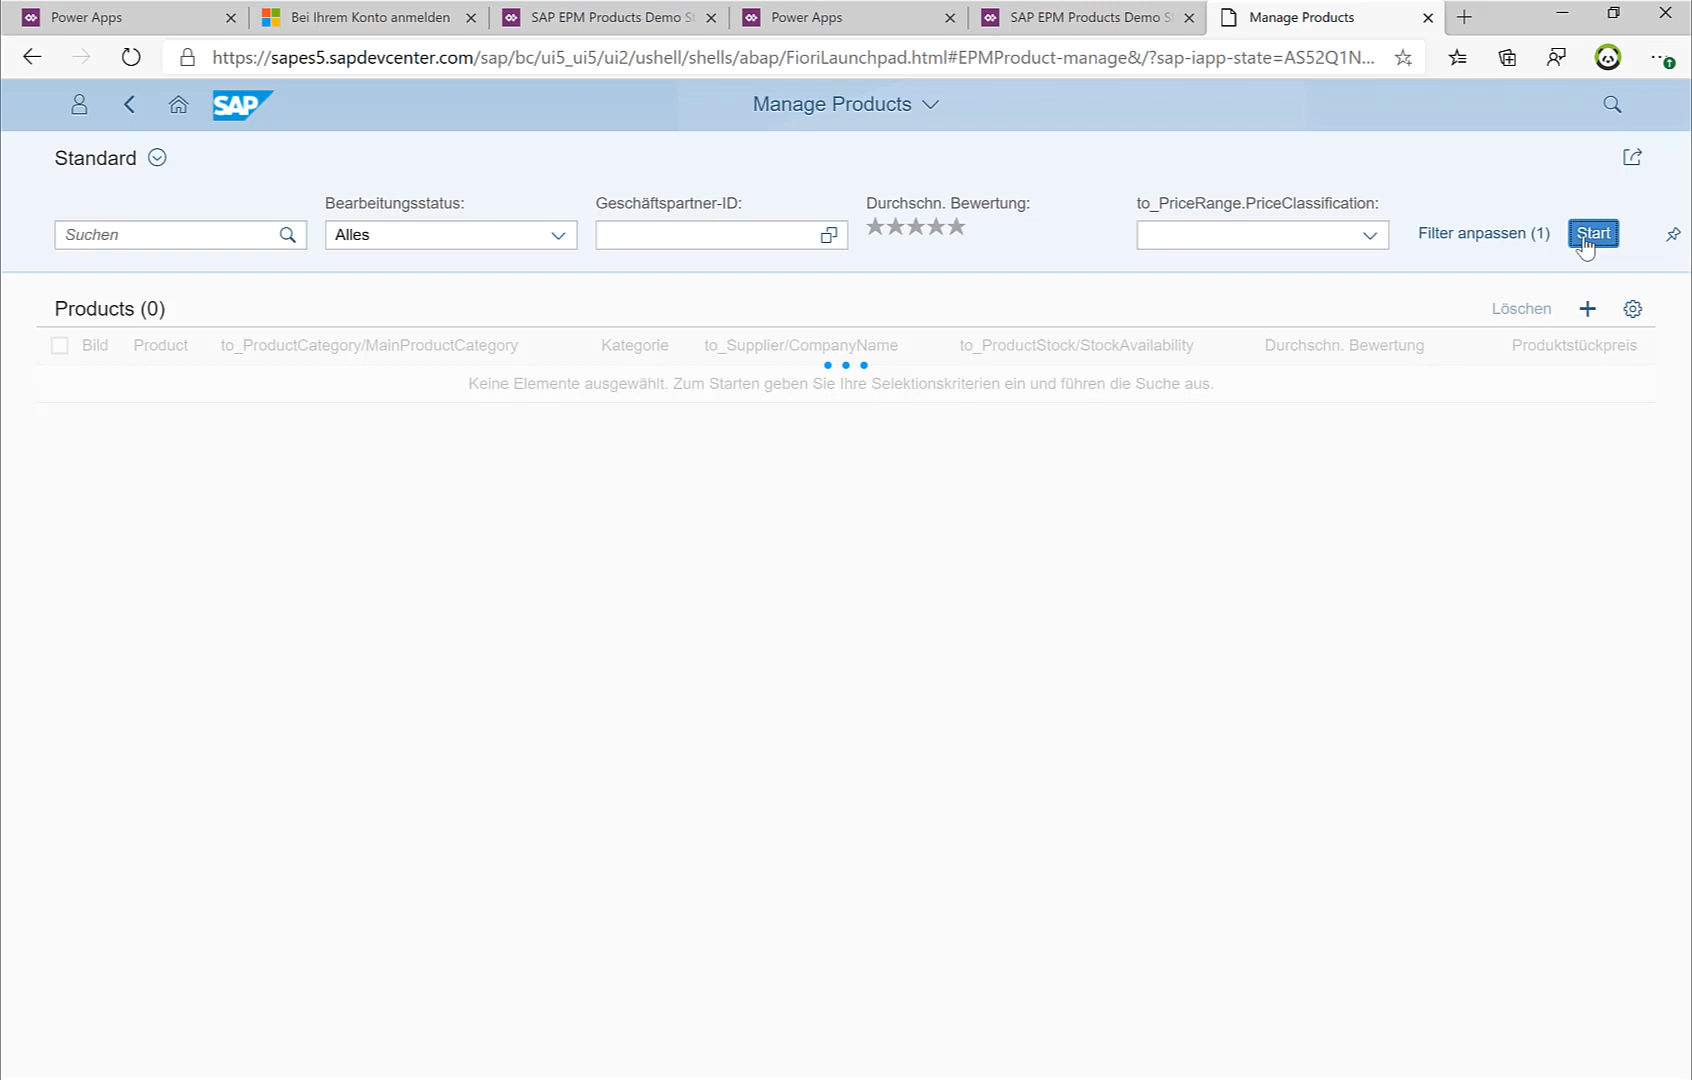 Power Apps
Bei Ihrem Konto anmelden
SAP EPM Products Demo S
Power Apps
SAP EPM Products Demo S
Manage Products
https://sapes5.sapdevcenter.com/sap/bc/ui5_ui5/ui2/ushell/shells/abap/FioriLaunchpad.html#EPMProduct-manage&/?sap-iapp-state=AS52Q1N...
SAP
Manage Products
Standard
Bearbeitungsstatus:
Geschäftspartner-ID:
Durchschn. Bewertung:
to_PriceRange.PriceClassification:
Suchen
Alles
Filter anpassen (1)
Start
Products (0)
Löschen
Bild
Product
to_ProductCategory/MainProductCategory
Kategorie
to_Supplier/CompanyName
to_ProductStock/StockAvailability
Durchschn. Bewertung
Produktstückpreis
Keine Elemente ausgewählt. Zum Starten geben Sie Ihre Selektionskriterien ein und führen die Suche aus.